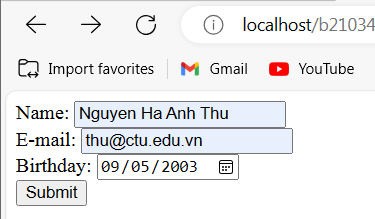 localhost/b21034
Import favorites Gmail YouTube
Name: Nguyen Ha Anh Thu
E-mail: thu@ctu.edu.vn
Birthday: 09/05/2003
Submit